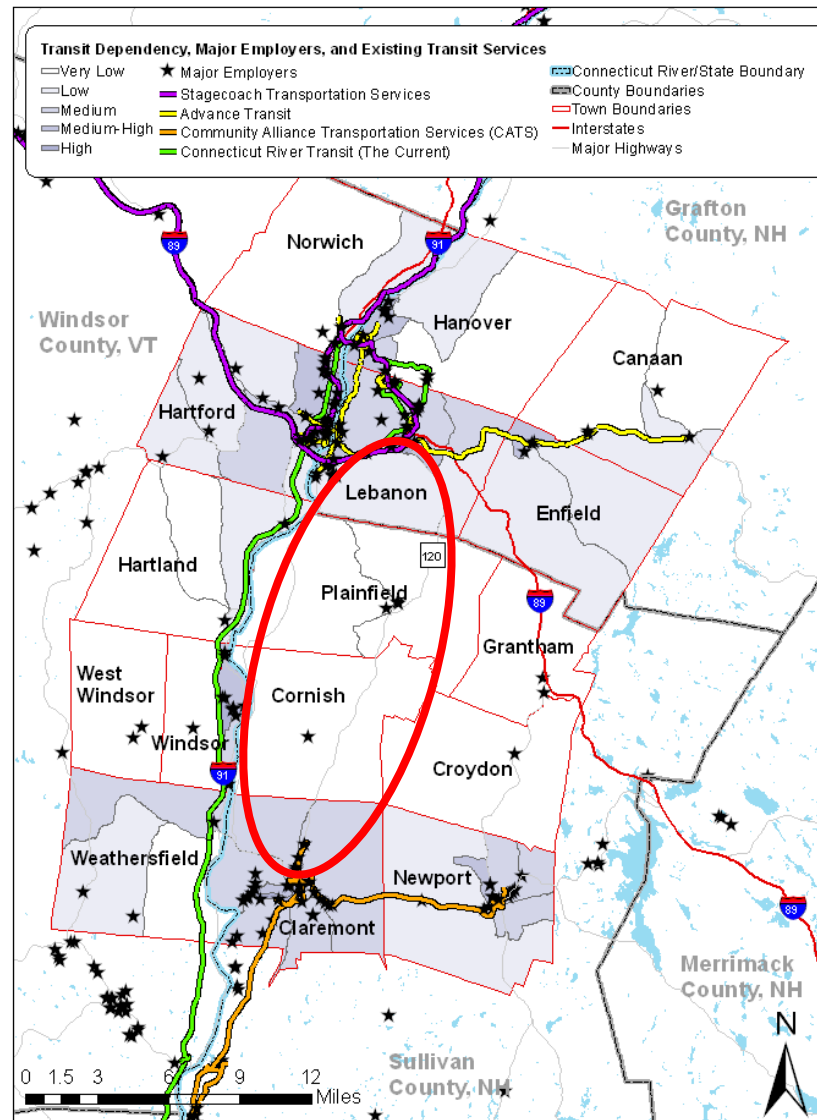 Transit Dependency, Major Employers, and Existing Transit Services
Very Low
Low
Medium
Medium-High
High
Major Employers
Stagecoach Transportation Services
Advance Transit
Community Alliance Transportation Services (CATS)
Connecticut River Transit (The Current)
Connecticut River/State Boundary
County Boundaries
Town Boundaries
Interstates
Major Highways
Grafton
County, NH
Norwich
89
91
Hanover
Windsor
County, VT
Canaan
Hartford
Lebanon
Enfield
120
Hartland
Plainfield
89
Grantham
West
Windsor
Cornish
Windsor
Croydon
91
Weathersfield
Newport
Claremont
89
Merrimack
County, NH
N
Sullivan
County, NH
0 1.5 3 6 9 12
Miles